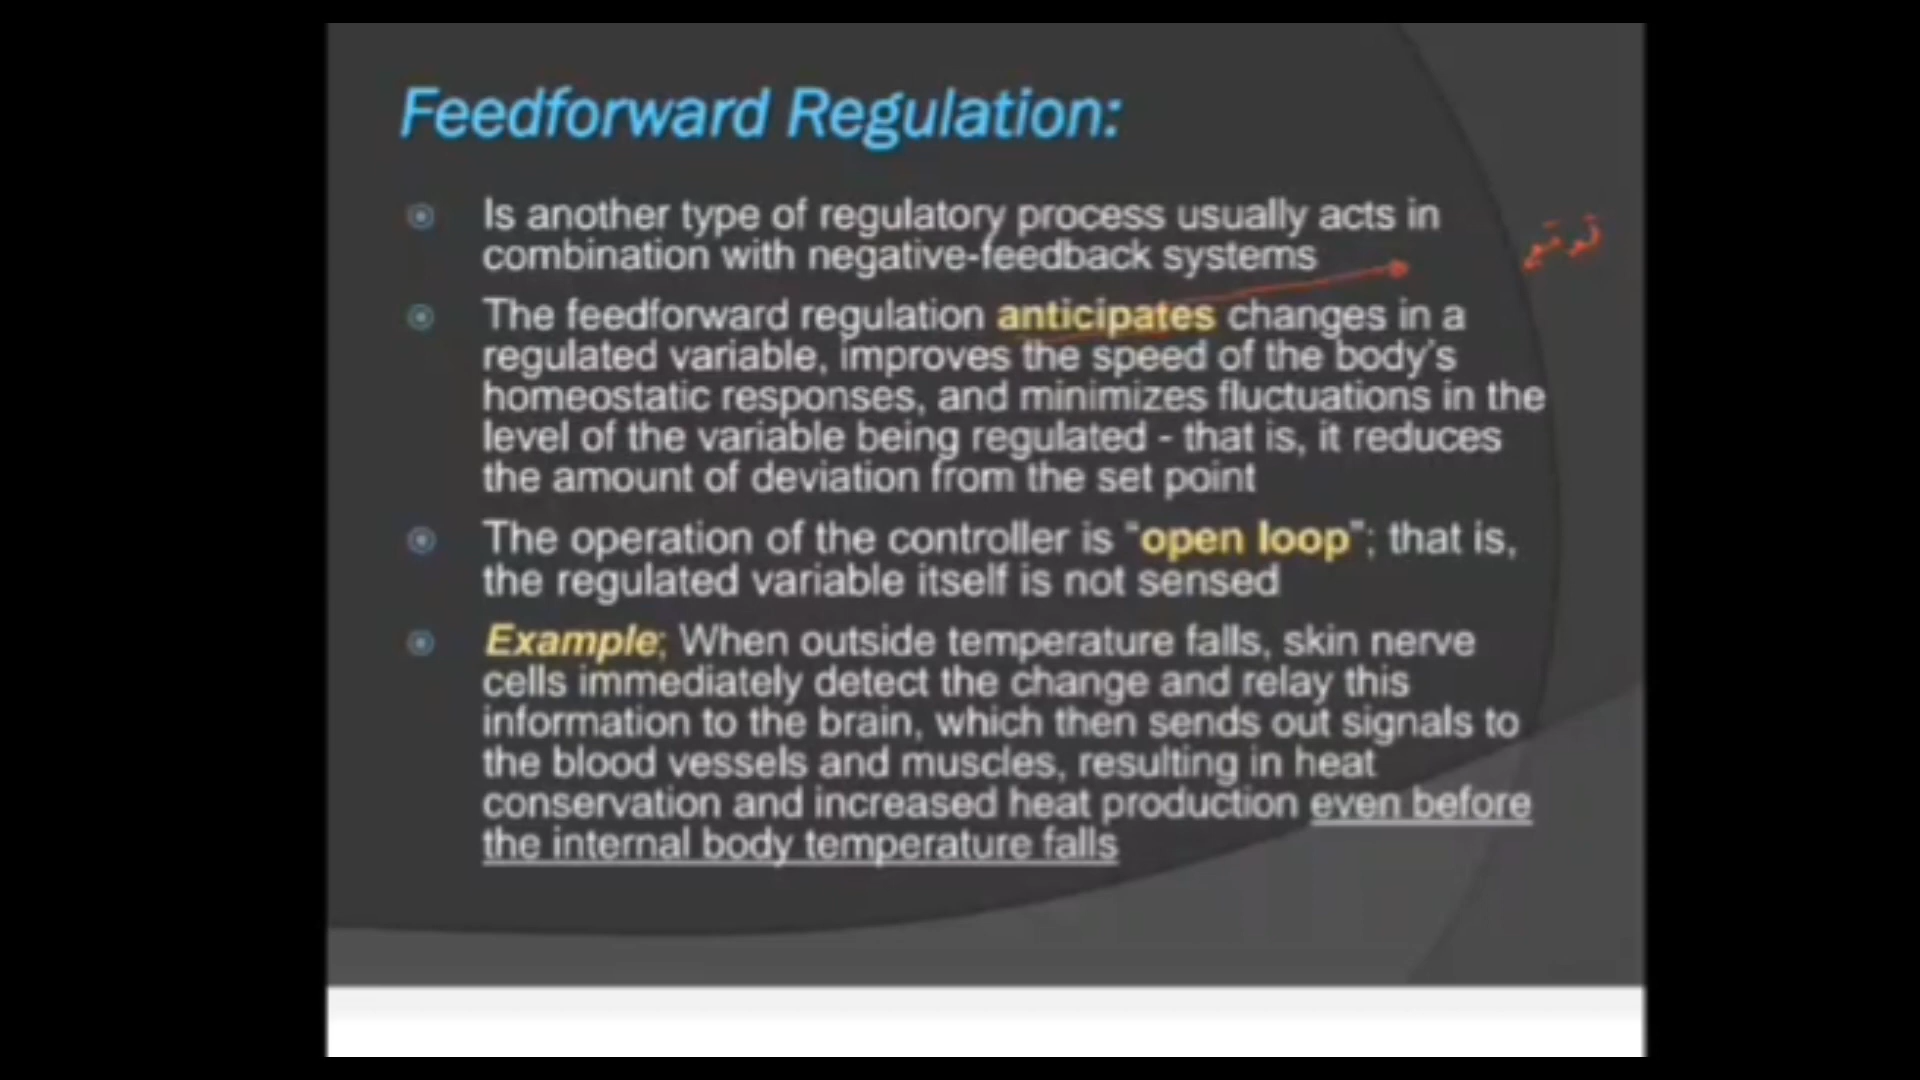 Feedforward Regulation:
Is another type of regulatory process usually acts in
combination with negative-feedback systems
The feedforward regulation anticipates changes in a
regulated variable, improves the speed of the body's
homeostatic responses, and minimizes fluctuations in the
level of the variable being regulated - that is, it reduces
the amount of deviation from the set point
The operation of the controller is “open loop”; that is,
the regulated variable itself is not sensed
Example; When outside temperature falls, skin nerve
cells immediately detect the change and relay this
information to the brain, which then sends out signals to
the blood vessels and muscles, resulting in heat
conservation and increased heat production even before
the internal body temperature falls